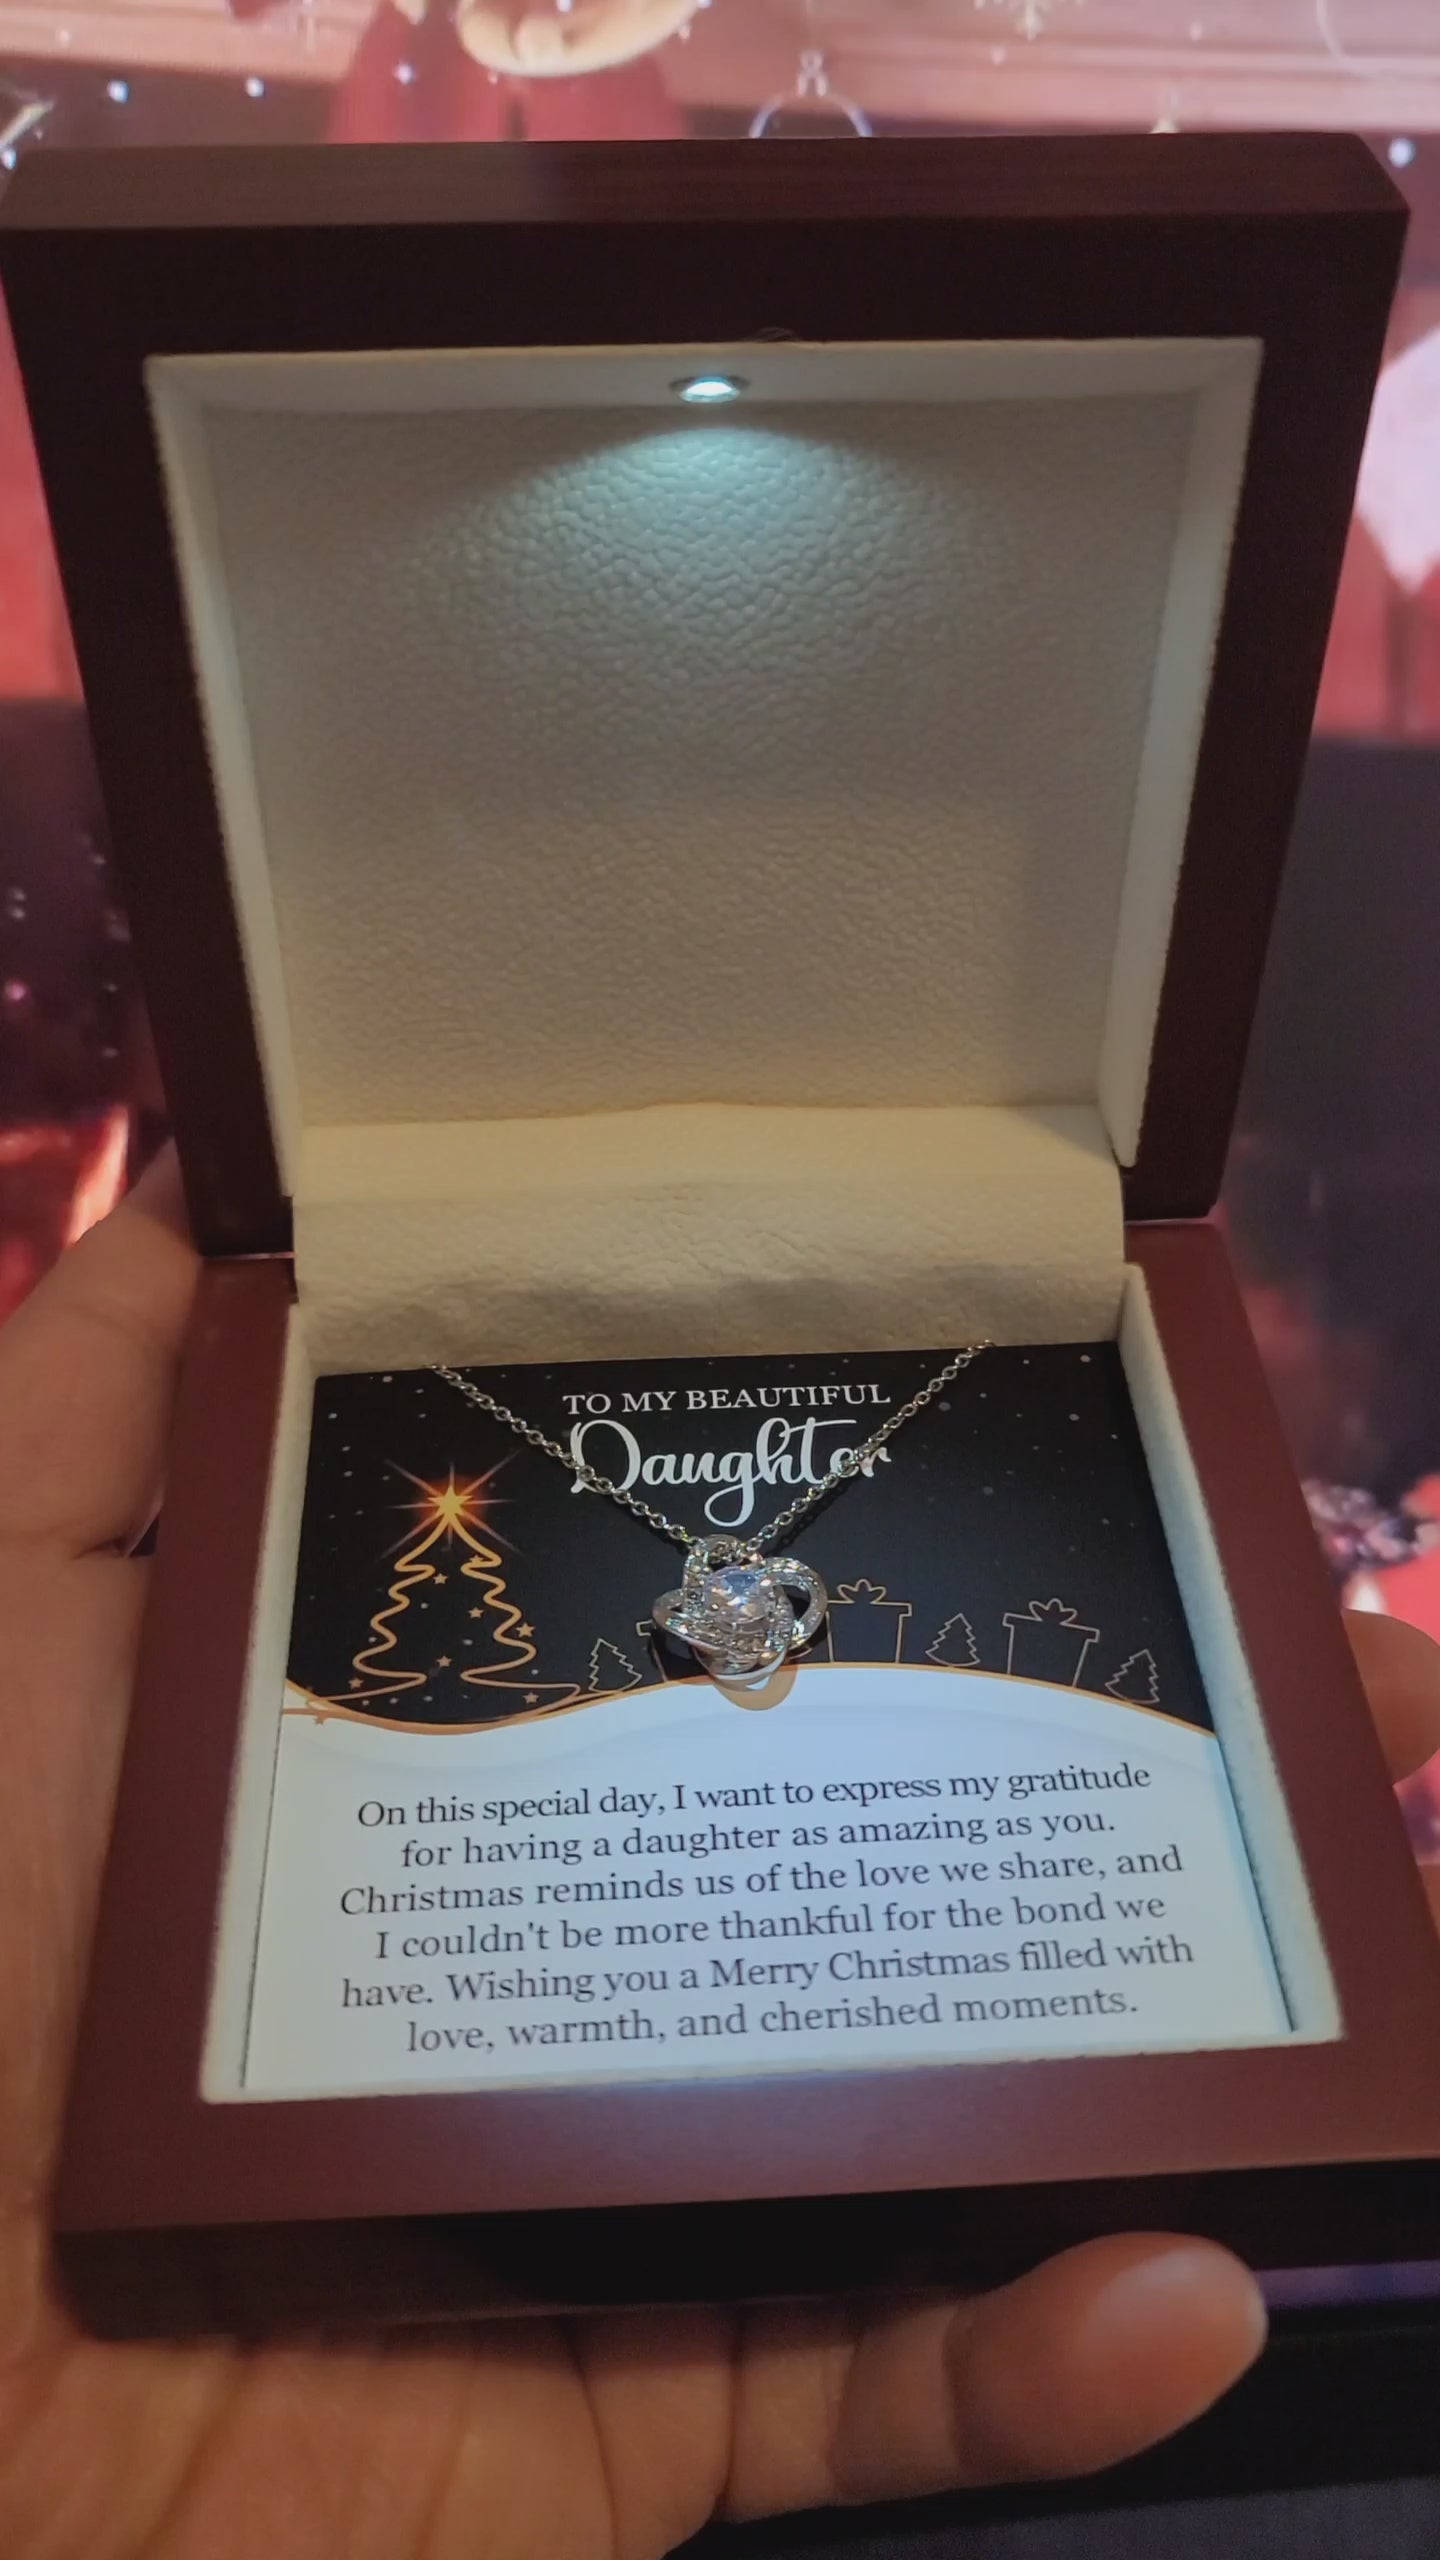 TO MY BEAUTIFUL
Daughter
On this special day, I want to express my gratitude
for having a daughter as amazing as you.
Christmas reminds us of the love we share, and
I couldn't be more thankful for the bond we
have. Wishing you a Merry Christmas filled with
love, warmth, and cherished moments.